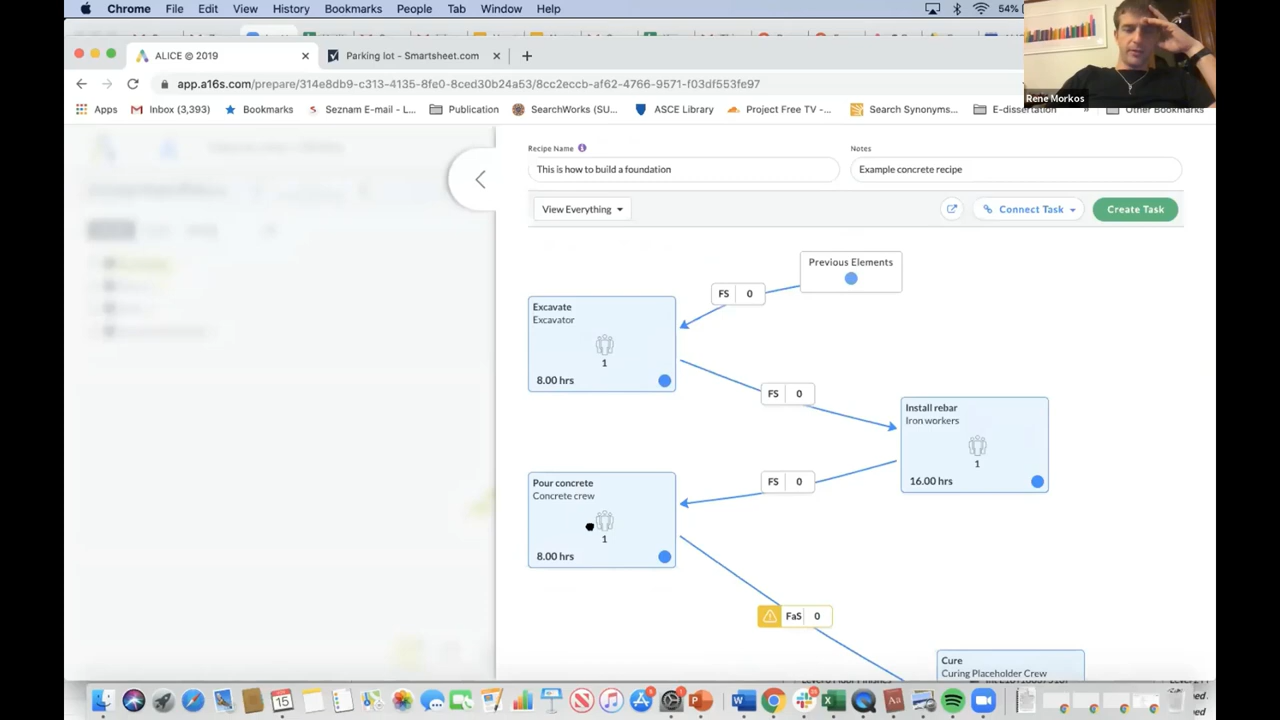 Chrome File Edit View History Bookmarks People Tab Window Help 54%
ALICE © 2019
Parking lot - Smartsheet.com
app.a16s.com/prepare/314e8db9-c313-4135-8fe0-8ced30b24a53/8cc2eccb-af62-4766-9571-f03df553fe97
Rene Morkos
Apps Inbox (3,393) Bookmarks E-mail - L... Publication SearchWorks (SU... ASCE Library Project Free TV -... Search Synonyms... E-dissertation » Other Bookmarks
Recipe Name
Notes
This is how to build a foundation
Example concrete recipe
View Everything
Connect Task
Create Task
Previous Elements
FS 0
Excavate
Excavator
1
8.00 hrs
FS 0
Install rebar
Iron workers
1
16.00 hrs
FS 0
Pour concrete
Concrete crew
1
8.00 hrs
FaS 0
Cure
Curing Placeholder Crew
15